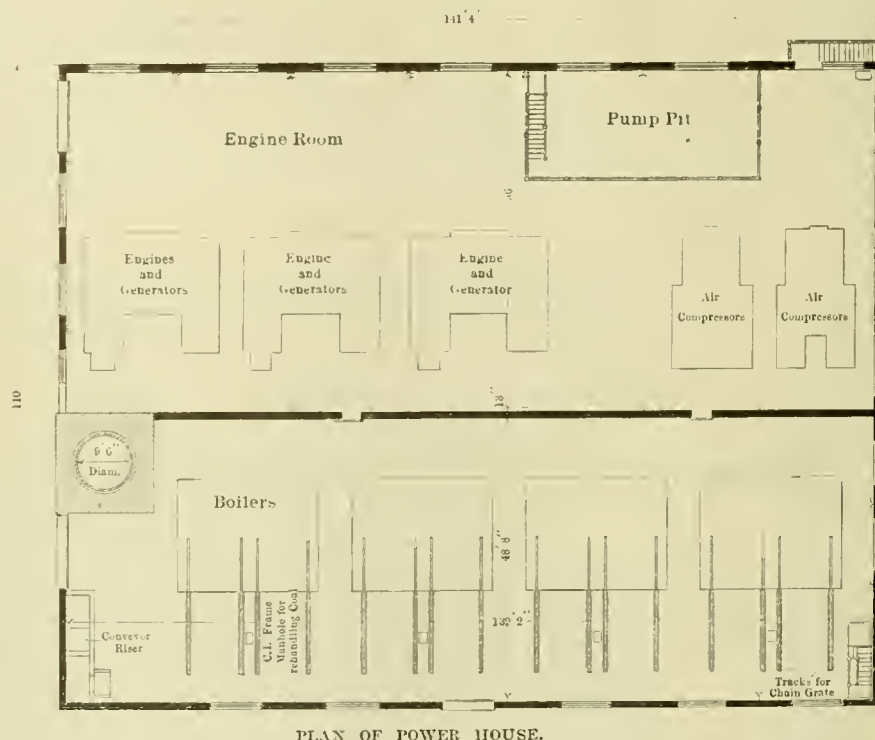 141'4"
Engine Room
Pump Pit
Engines
and
Generators
Engine
and
Generators
Engine
and
Generator
Air
Compressors
Air
Compressors
110
13"
9'6"
Diam.
Boilers
48'8"
C.I. Frame
Manhole for
rehandling Coal
Conveyor
Riser
Tracks for
Chain Grate
PLAN OF POWER HOUSE.